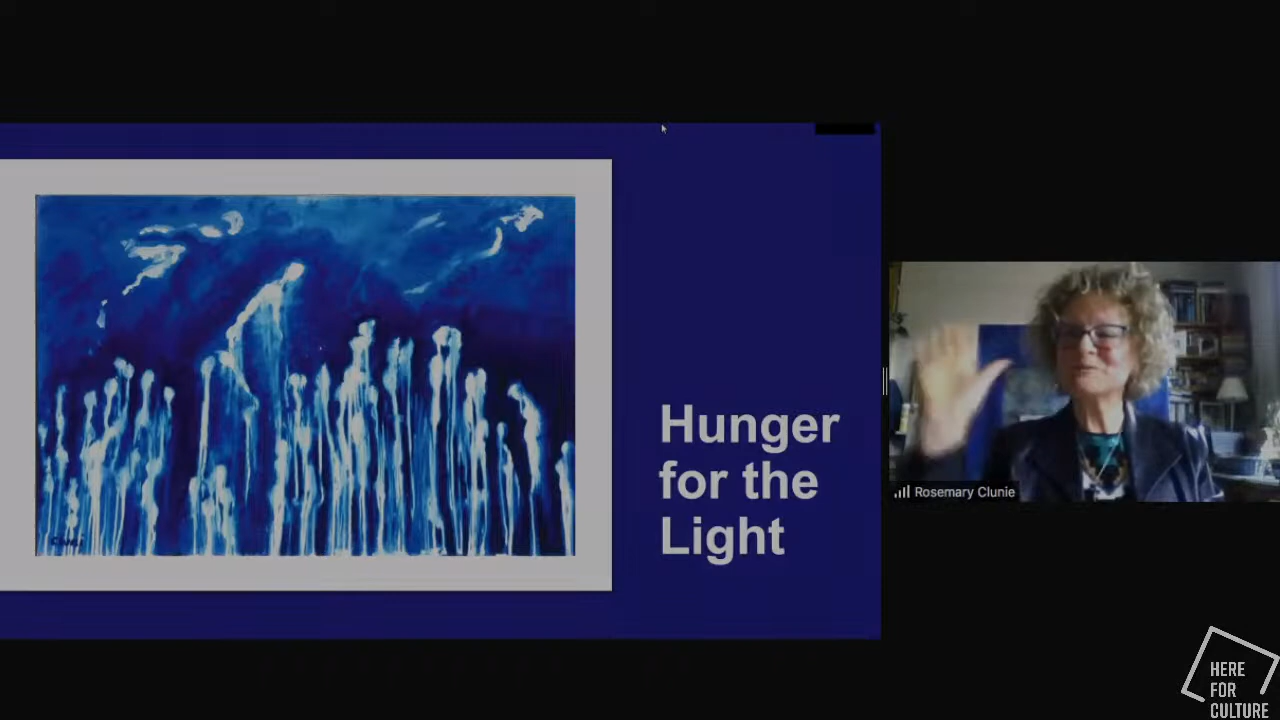 Hunger
for the
Light
Rosemary Clunie
HERE
FOR
CULTURE